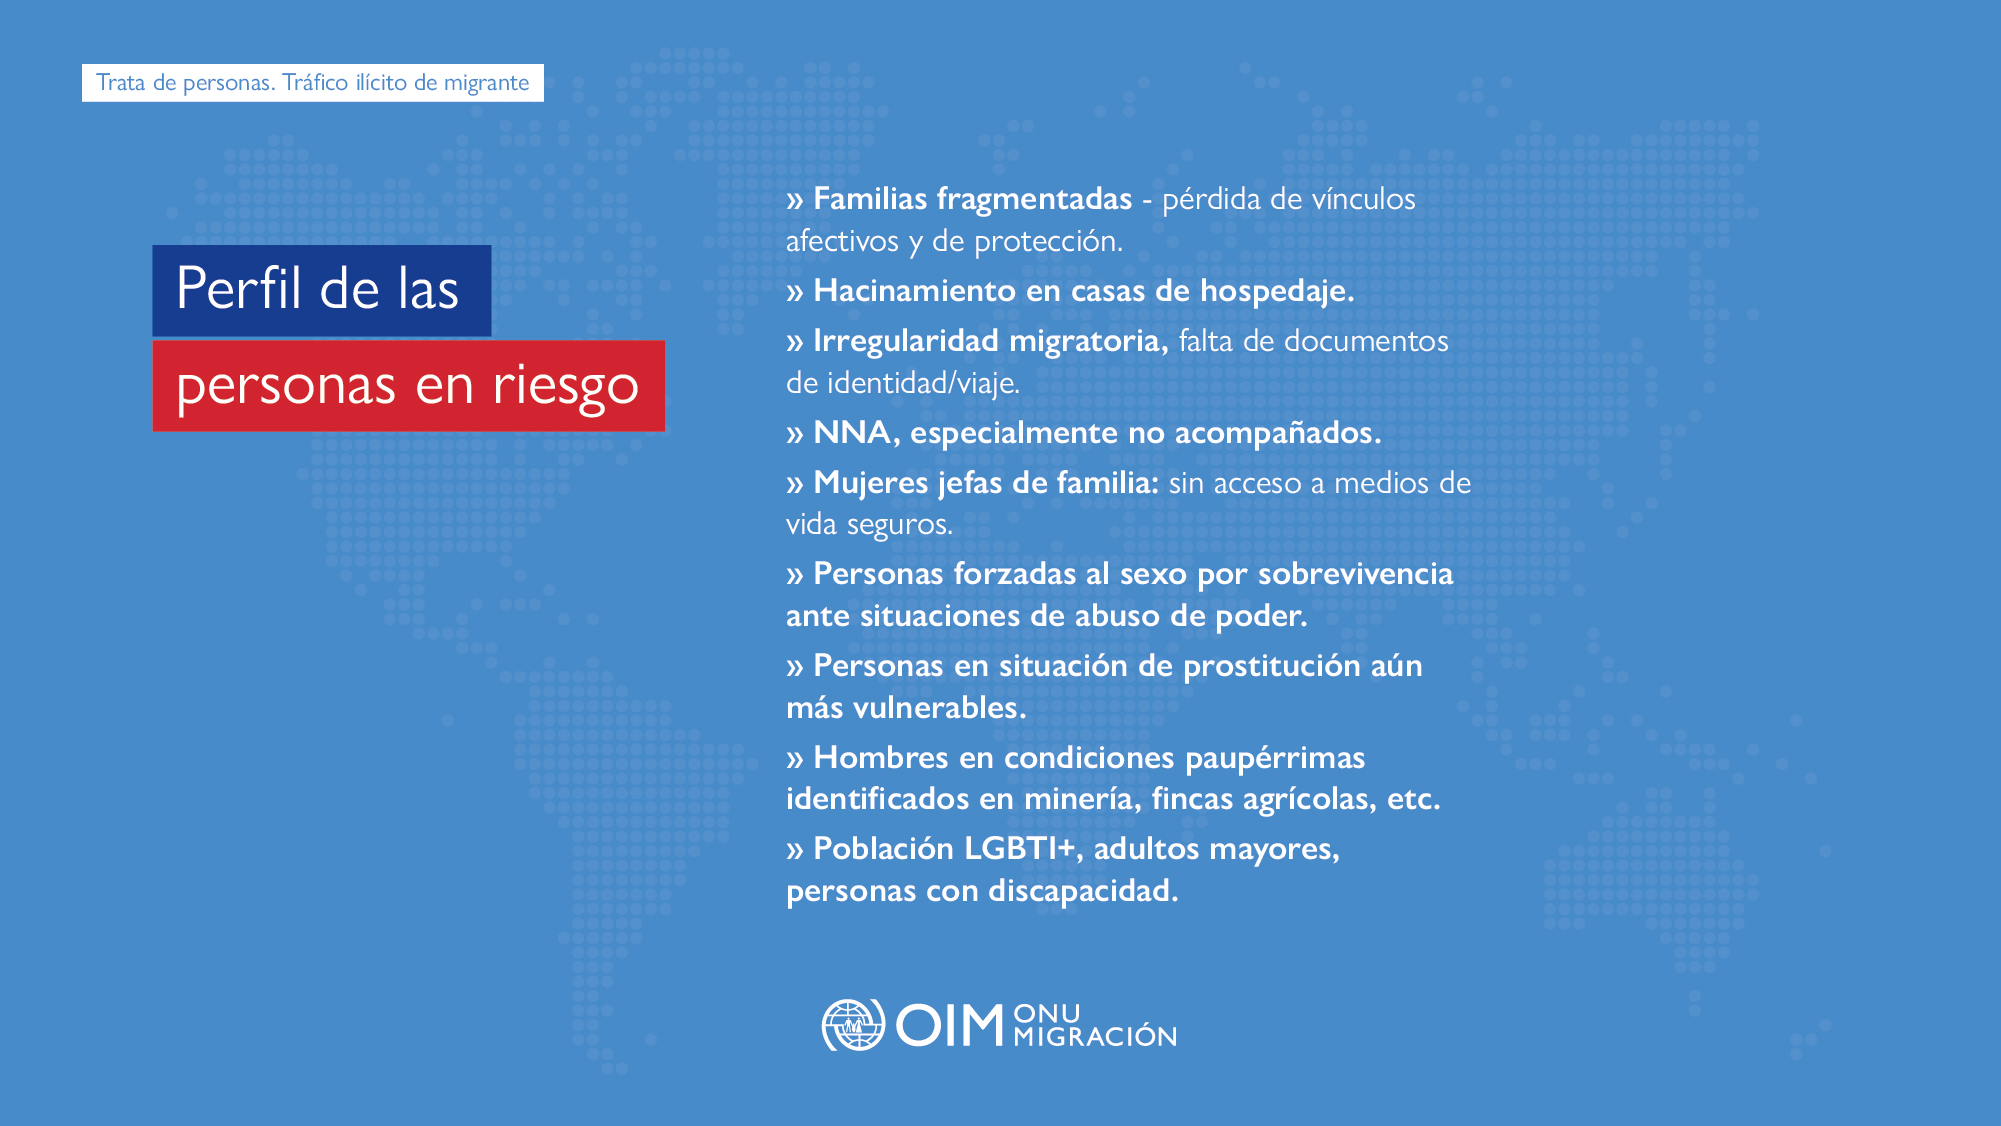 Trata de personas. Tráfico ilícito de migrante
Perfil de las
personas en riesgo
» Familias fragmentadas - pérdida de vínculos
afectivos y de protección.
» Hacinamiento en casas de hospedaje.
» Irregularidad migratoria, falta de documentos
de identidad/viaje.
» NNA, especialmente no acompañados.
» Mujeres jefas de familia: sin acceso a medios de
vida seguros.
» Personas forzadas al sexo por sobrevivencia
ante situaciones de abuso de poder.
» Personas en situación de prostitución aún
más vulnerables.
» Hombres en condiciones paupérrimas
identificados en minería, fincas agrícolas, etc.
» Población LGBTI+, adultos mayores,
personas con discapacidad.
OIM ONU
MIGRACIÓN